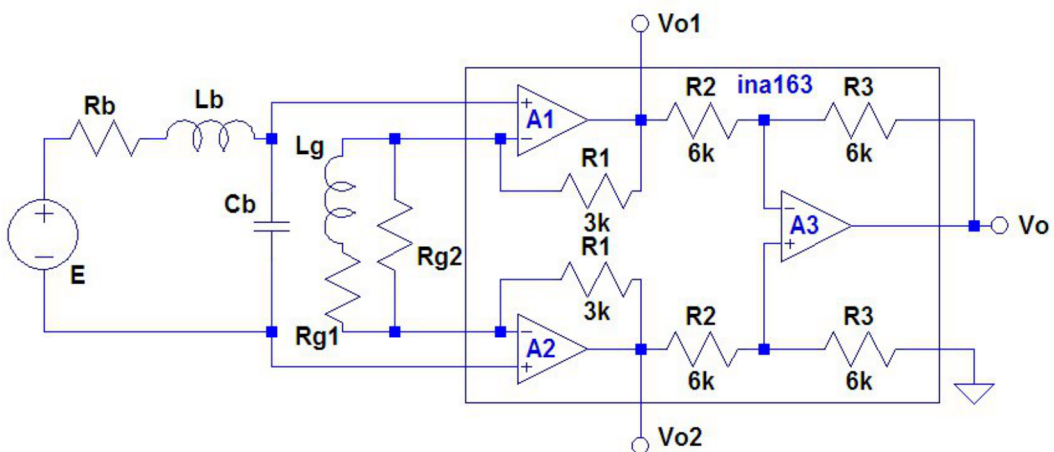 Vo1
Rb
Lb
Lg
Cb
E
Rg1
Rg2
+
−
+
−
A1
R1
3k
R1
3k
−
+
A2
R2
6k
ina163
R3
6k
−
+
A3
Vo
R2
6k
R3
6k
Vo2